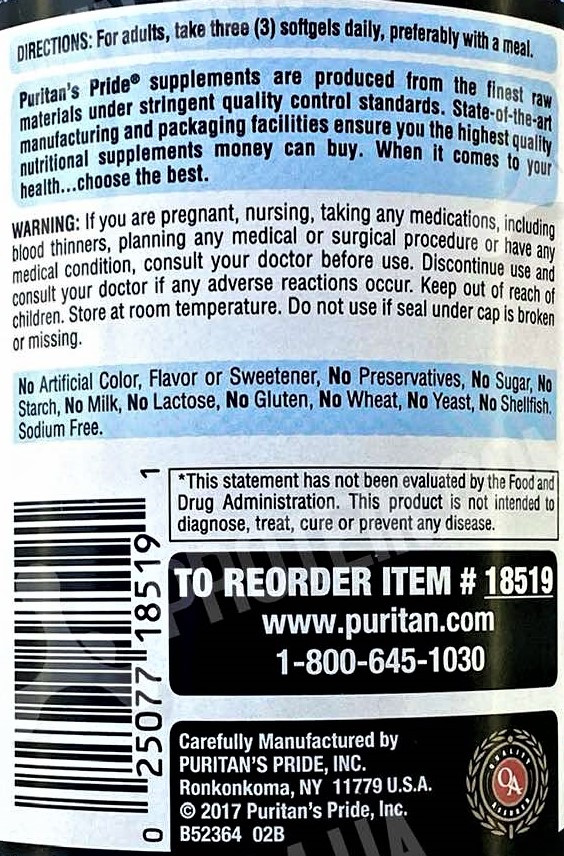 DIRECTIONS: For adults, take three (3) softgels daily, preferably with a meal.
Puritan's Pride® supplements are produced from the finest raw
materials under stringent quality control standards. State-of-the-art
manufacturing and packaging facilities ensure you the highest quality
nutritional supplements money can buy. When it comes to your
health...choose the best.
WARNING: If you are pregnant, nursing, taking any medications, including
blood thinners, planning any medical or surgical procedure or have any
medical condition, consult your doctor before use. Discontinue use and
consult your doctor if any adverse reactions occur. Keep out of reach of
children. Store at room temperature. Do not use if seal under cap is broken
or missing.
No Artificial Color, Flavor or Sweetener, No Preservatives, No Sugar, No
Starch, No Milk, No Lactose, No Gluten, No Wheat, No Yeast, No Shellfish.
Sodium Free.
*This statement has not been evaluated by the Food and
Drug Administration. This product is not intended to
diagnose, treat, cure or prevent any disease.
0 25077 18519 1
TO REORDER ITEM # 18519
www.puritan.com
1-800-645-1030
Carefully Manufactured by
PURITAN'S PRIDE, INC.
Ronkonkoma, NY 11779 U.S.A.
© 2017 Puritan's Pride, Inc.
B52364 02B
QUALITY
QA